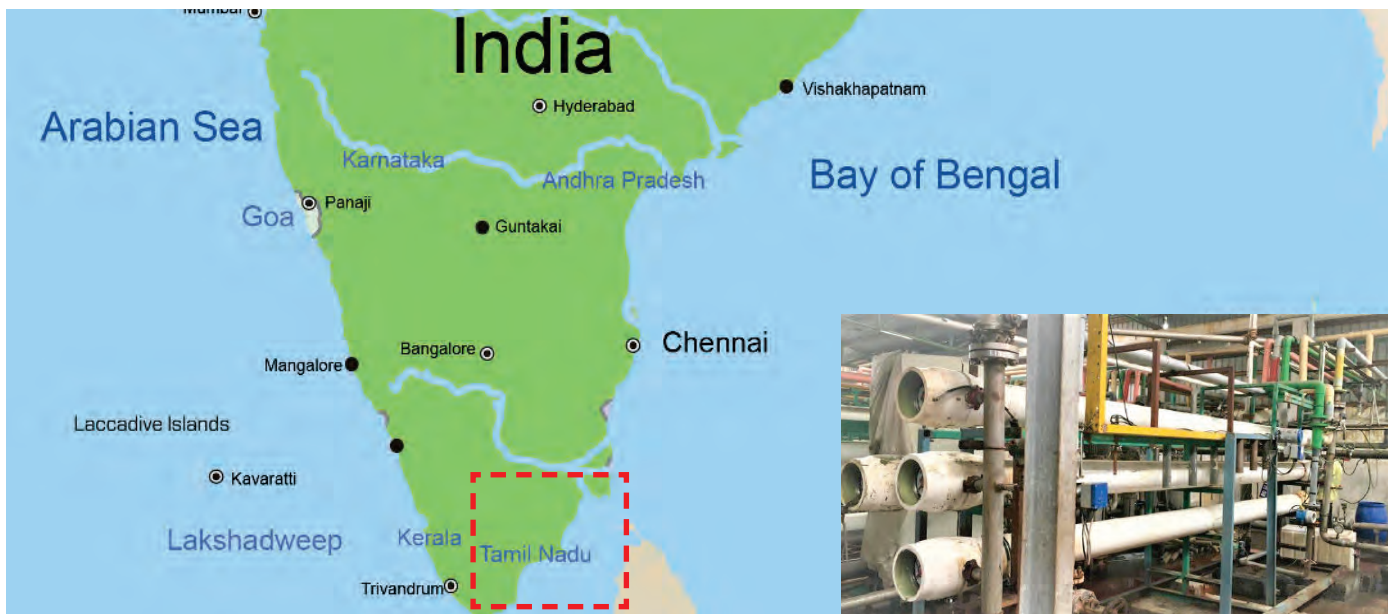 Mumbai
India
Hyderabad
Vishakhapatnam
Arabian Sea
Karnataka
Andhra Pradesh
Bay of Bengal
Panaji
Goa
Guntakai
Chennai
Bangalore
Mangalore
Laccadive Islands
Kavaratti
Lakshadweep
Kerala
Tamil Nadu
Trivandrum